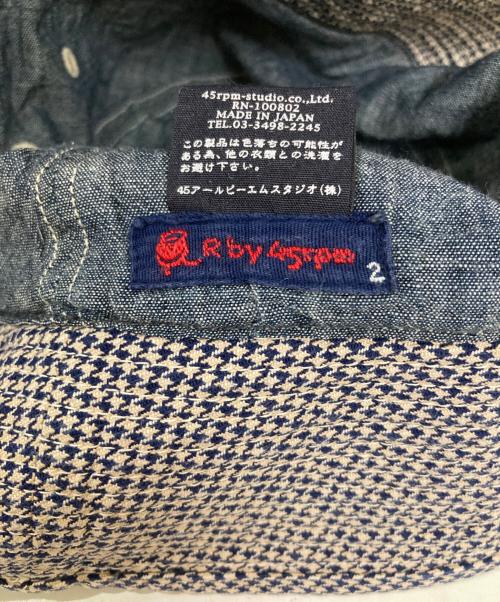 45rpm-studio.co.,Ltd.
RN-100802
MADE IN JAPAN
TEL.03-3498-2245
この製品は色落ちの可能性が
ある為、他の衣類との洗濯を
お避け下さい。
45アールピーエムスタジオ(株)
R by 45rpm
2